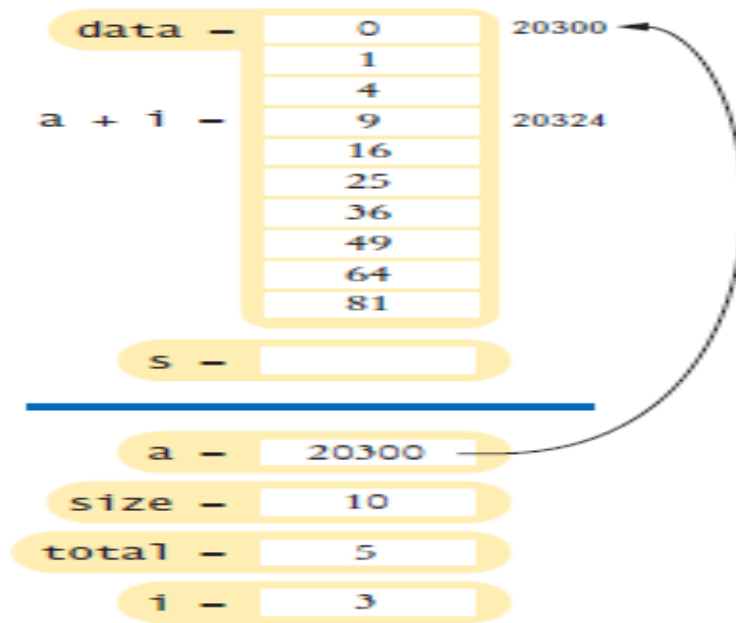 data = 0 20300
1
4
a + i = 9 20324
16
25
36
49
64
81
s =
a = 20300
size = 10
total = 5
i = 3